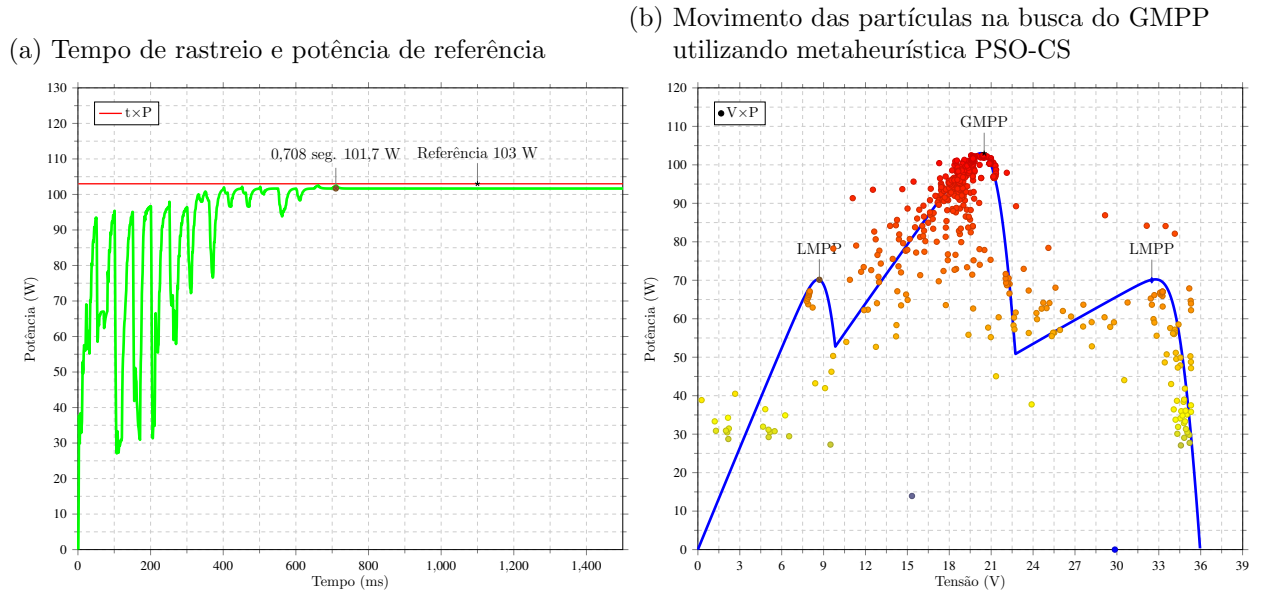 (a) Tempo de rastreio e potência de referência
130
120
110
100
90
80
70
60
50
40
30
20
10
0
Potência (W)
t×P
0,708 seg. 101,7 W
Referência 103 W
0 200 400 600 800 1,000 1,200 1,400
Tempo (ms)
(b) Movimento das partículas na busca do GMPP
utilizando metaheurística PSO-CS
120
110
100
90
80
70
60
50
40
30
20
10
0
Potência (W)
V×P
GMPP
LMPP
LMPP
0 3 6 9 12 15 18 21 24 27 30 33 36 39
Tensão (V)